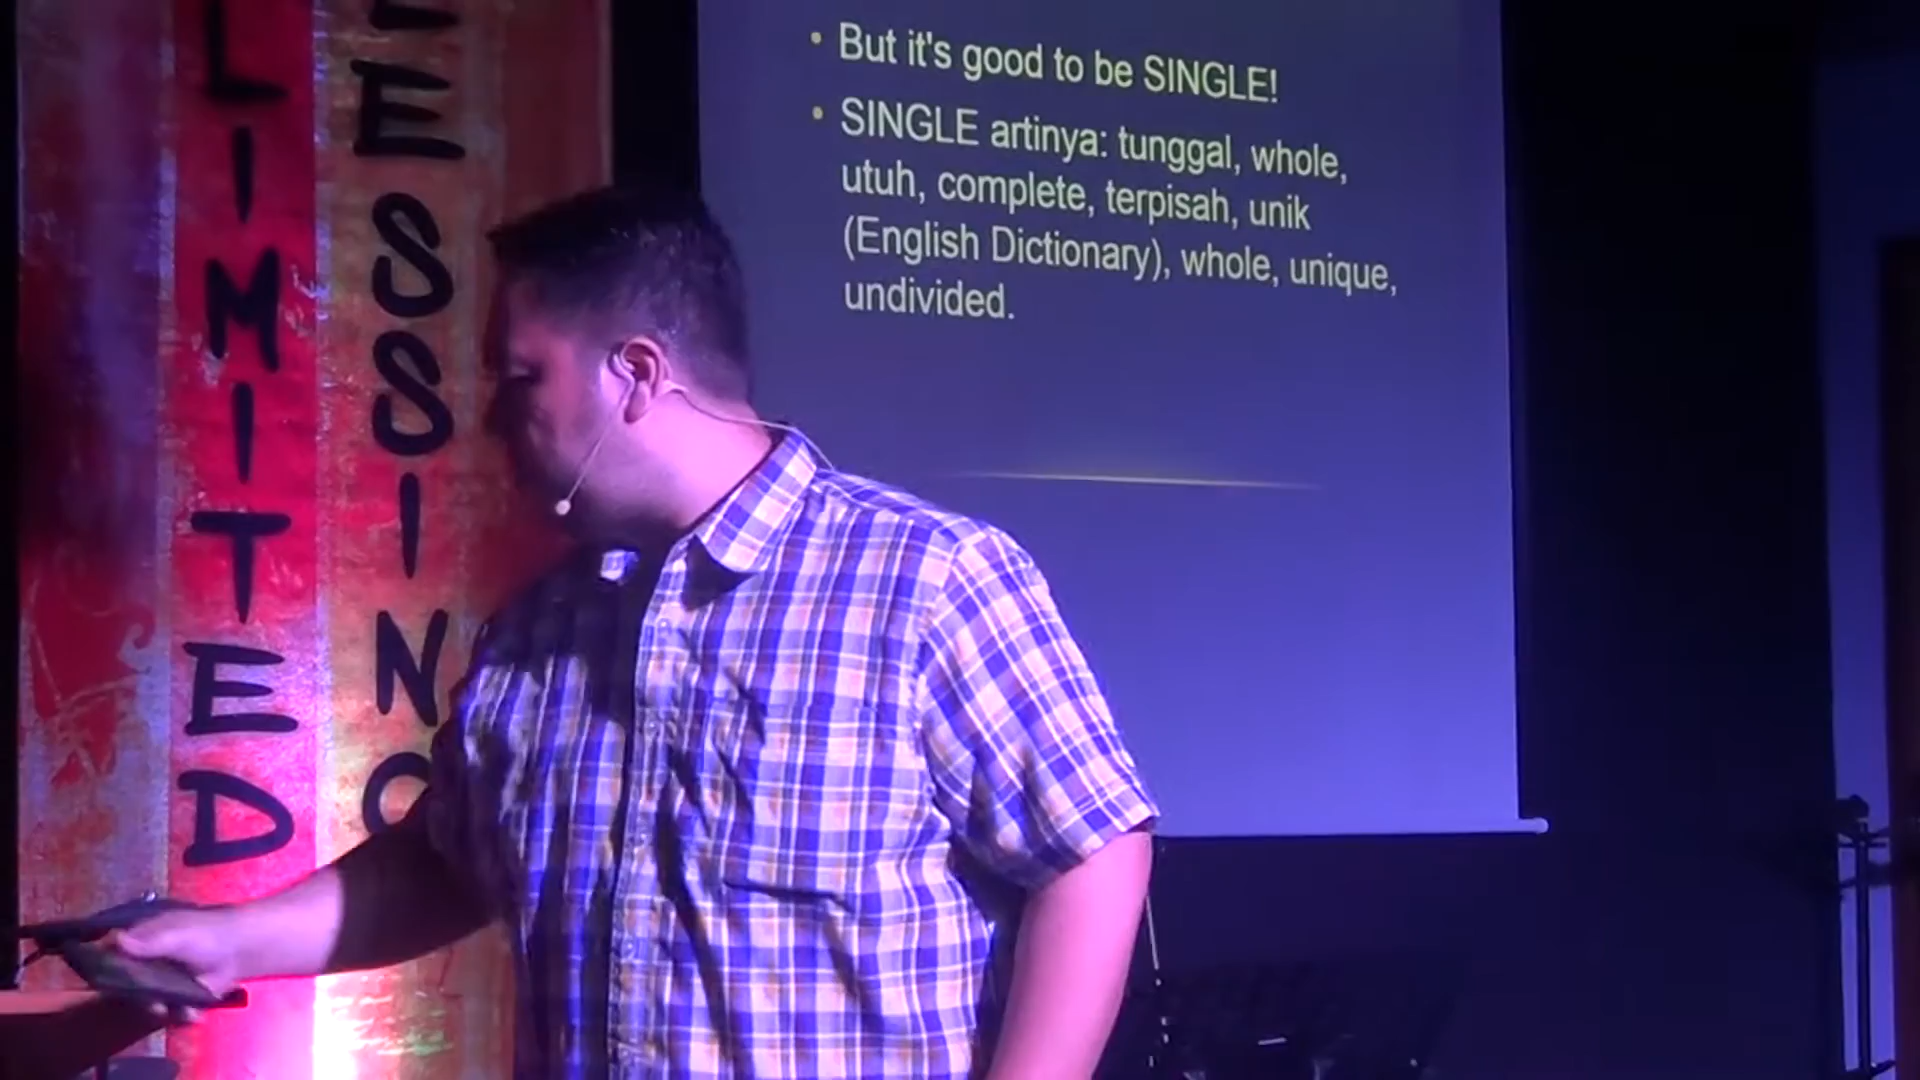 LIMITED
ESSING
• But it's good to be SINGLE!
• SINGLE artinya: tunggal, whole,
utuh, complete, terpisah, unik
(English Dictionary), whole, unique,
undivided.